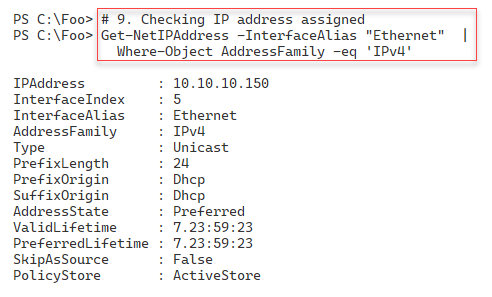 PS C:\Foo> # 9. Checking IP address assigned
PS C:\Foo> Get-NetIPAddress -InterfaceAlias "Ethernet"  |
             Where-Object AddressFamily -eq 'IPv4'
IPAddress         : 10.10.10.150
InterfaceIndex    : 5
InterfaceAlias    : Ethernet
AddressFamily     : IPv4
Type              : Unicast
PrefixLength      : 24
PrefixOrigin      : Dhcp
SuffixOrigin      : Dhcp
AddressState      : Preferred
ValidLifetime     : 7.23:59:23
PreferredLifetime : 7.23:59:23
SkipAsSource      : False
PolicyStore       : ActiveStore